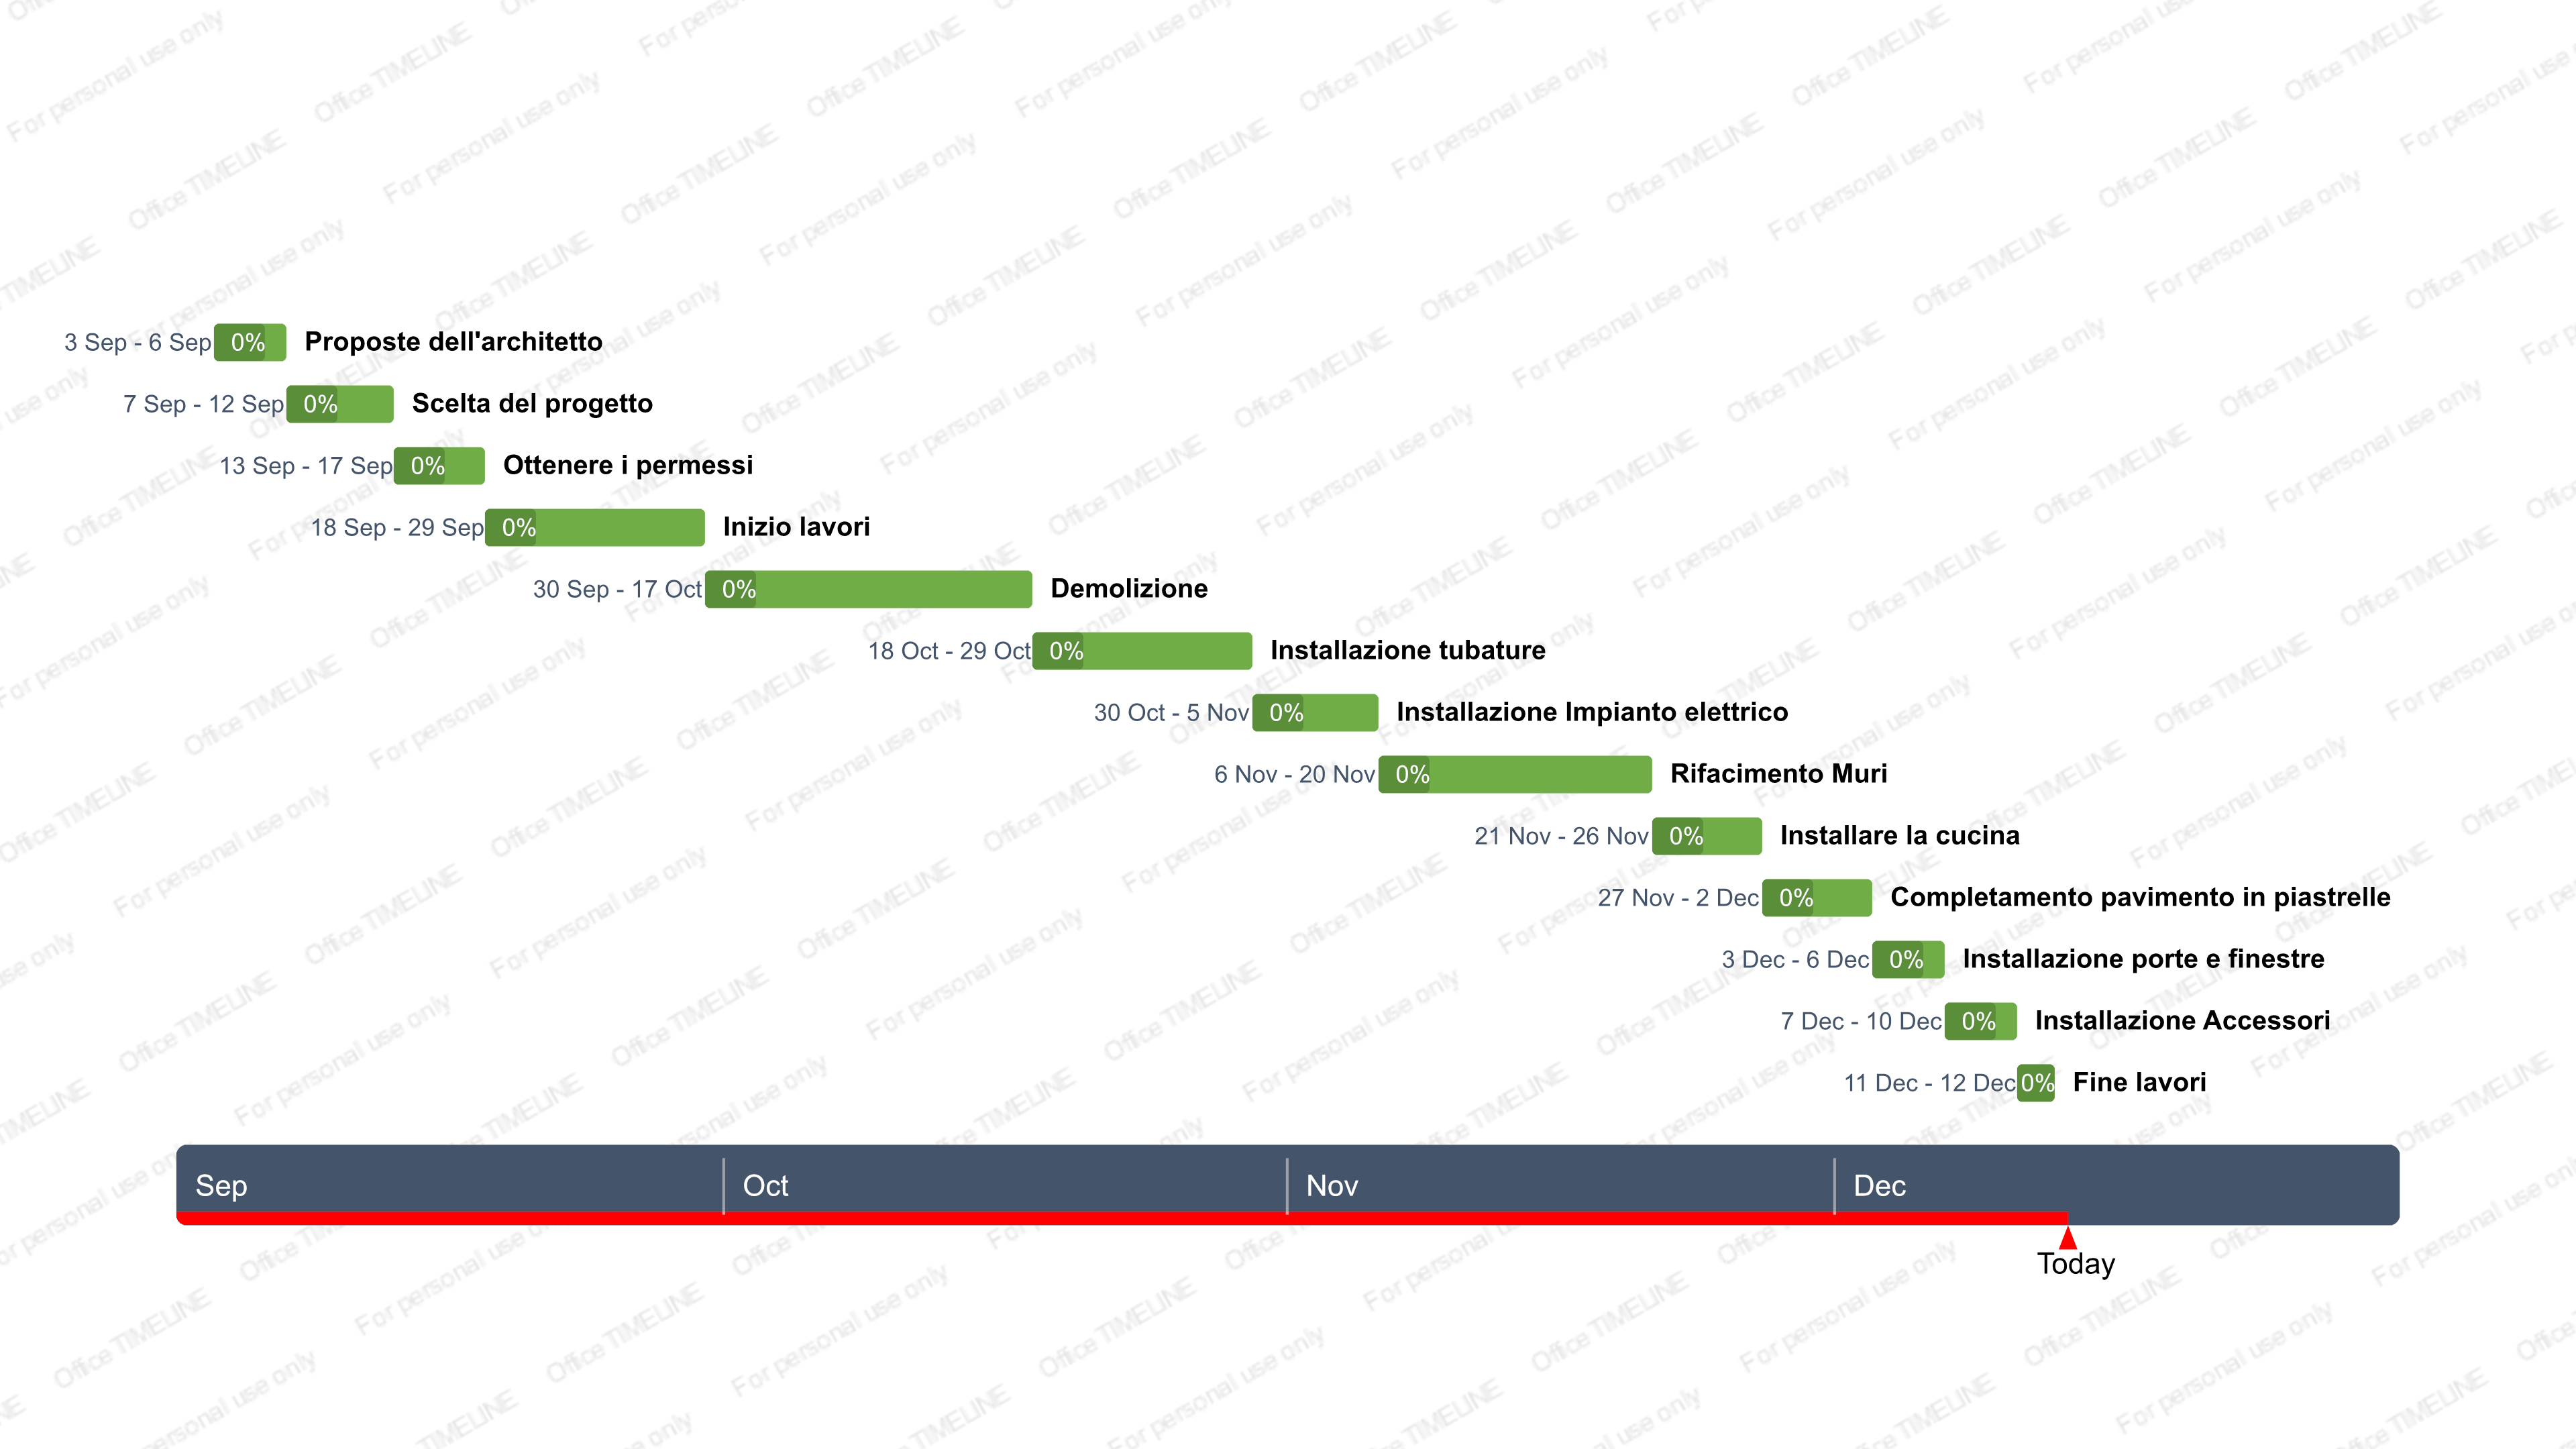 3 Sep - 6 Sep 0% Proposte dell'architetto
7 Sep - 12 Sep 0% Scelta del progetto
13 Sep - 17 Sep 0% Ottenere i permessi
18 Sep - 29 Sep 0% Inizio lavori
30 Sep - 17 Oct 0% Demolizione
18 Oct - 29 Oct 0% Installazione tubature
30 Oct - 5 Nov 0% Installazione Impianto elettrico
6 Nov - 20 Nov 0% Rifacimento Muri
21 Nov - 26 Nov 0% Installare la cucina
27 Nov - 2 Dec 0% Completamento pavimento in piastrelle
3 Dec - 6 Dec 0% Installazione porte e finestre
7 Dec - 10 Dec 0% Installazione Accessori
11 Dec - 12 Dec 0% Fine lavori
Sep Oct Nov Dec
Today
Office TIMELINE For personal use only